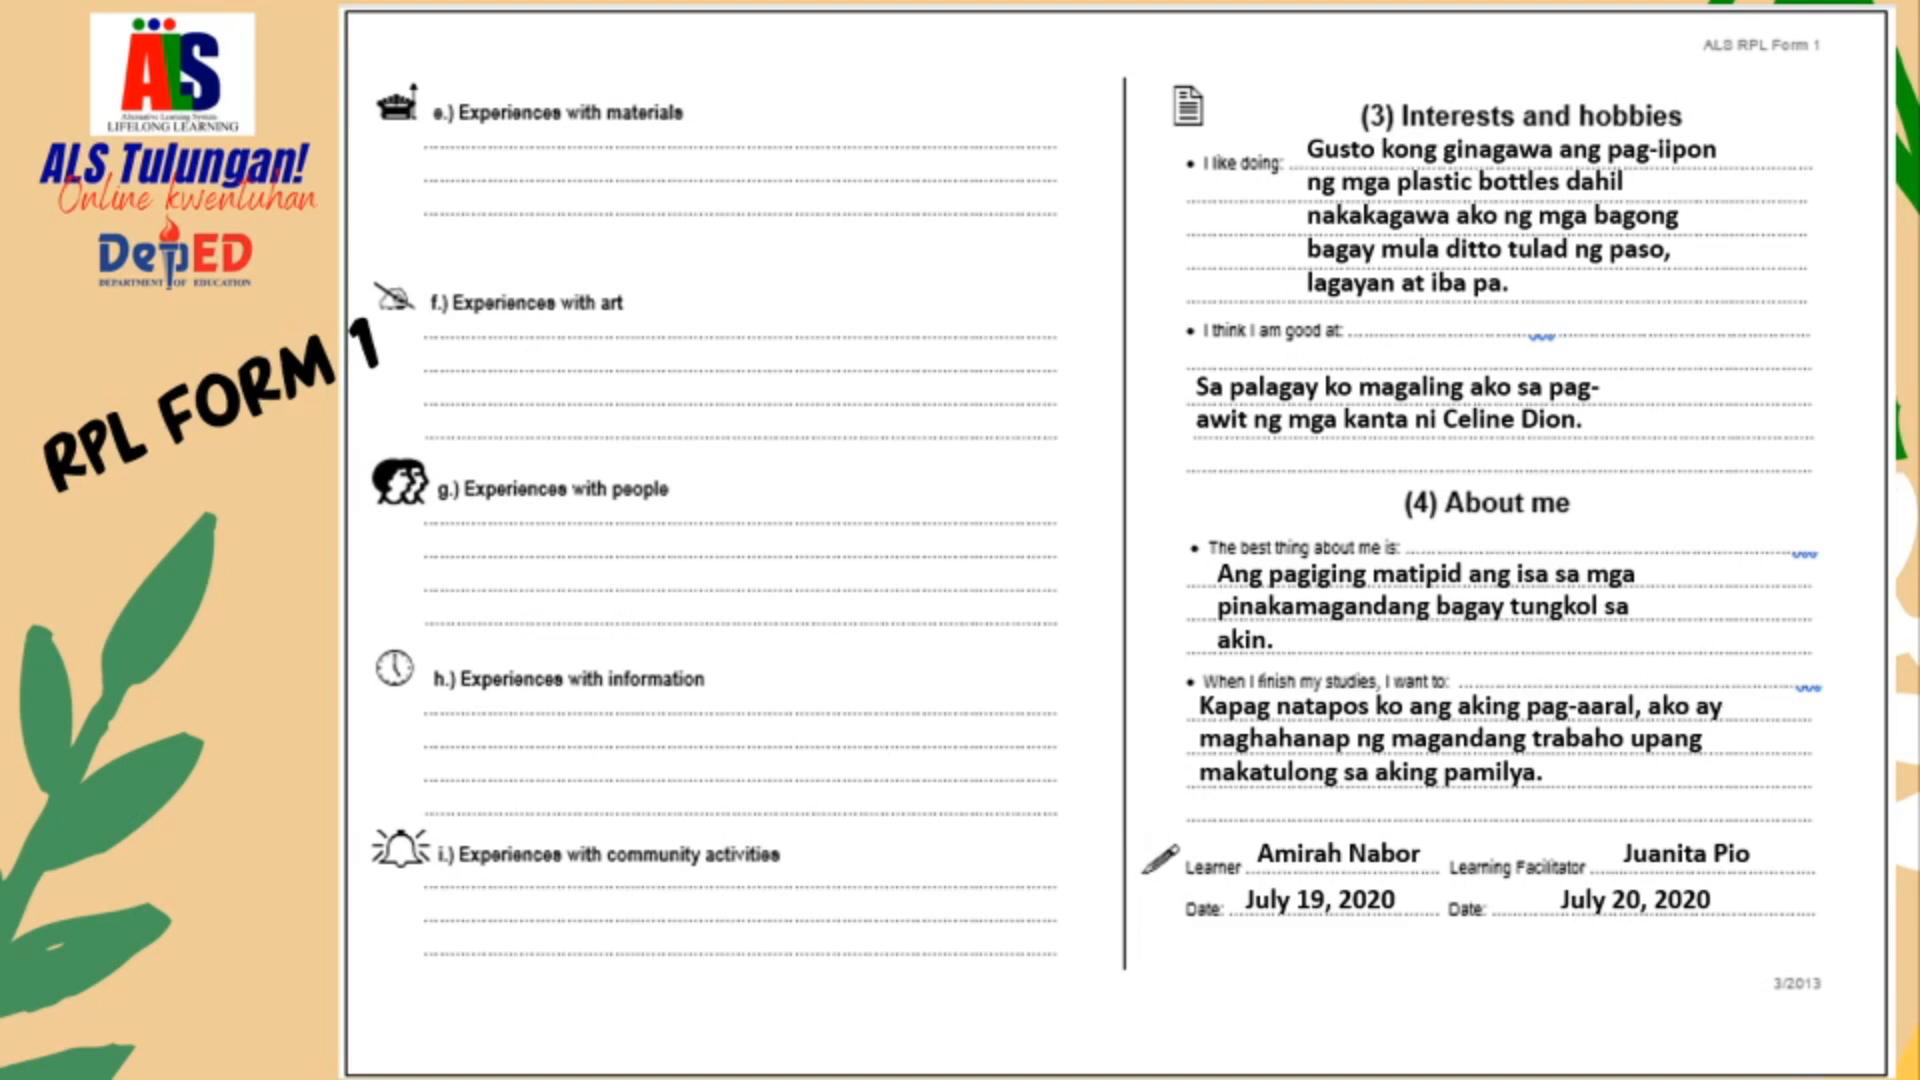 ALS
Alternative Learning System
LIFELONG LEARNING
ALS Tulungan!
Online kwentuhan
DepED
DEPARTMENT OF EDUCATION
RPL FORM 1
ALS RPL Form 1
e.) Experiences with materials
f.) Experiences with art
g.) Experiences with people
h.) Experiences with information
i.) Experiences with community activities
(3) Interests and hobbies
• I like doing: Gusto kong ginagawa ang pag-iipon
ng mga plastic bottles dahil
nakakagawa ako ng mga bagong
bagay mula ditto tulad ng paso,
lagayan at iba pa.
• I think I am good at:
Sa palagay ko magaling ako sa pag-
awit ng mga kanta ni Celine Dion.
(4) About me
• The best thing about me is:
Ang pagiging matipid ang isa sa mga
pinakamagandang bagay tungkol sa
akin.
• When I finish my studies, I want to:
Kapag natapos ko ang aking pag-aaral, ako ay
maghahanap ng magandang trabaho upang
makatulong sa aking pamilya.
Learner Amirah Nabor Learning Facilitator Juanita Pio
Date: July 19, 2020 Date: July 20, 2020
3/2013